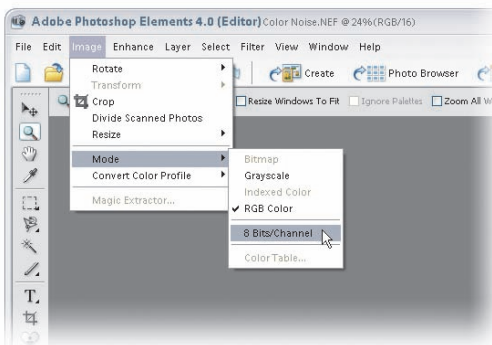 Adobe Photoshop Elements 4.0 (Editor) Color Noise.NEF @ 24%(RGB/16)
File Edit Image Enhance Layer Select Filter View Window Help
Create Photo Browser
Resize Windows To Fit Ignore Palettes Zoom All W
Rotate
Transform
Crop
Divide Scanned Photos
Resize
Mode
Convert Color Profile
Magic Extractor...
Bitmap
Grayscale
Indexed Color
RGB Color
8 Bits/Channel
Color Table...